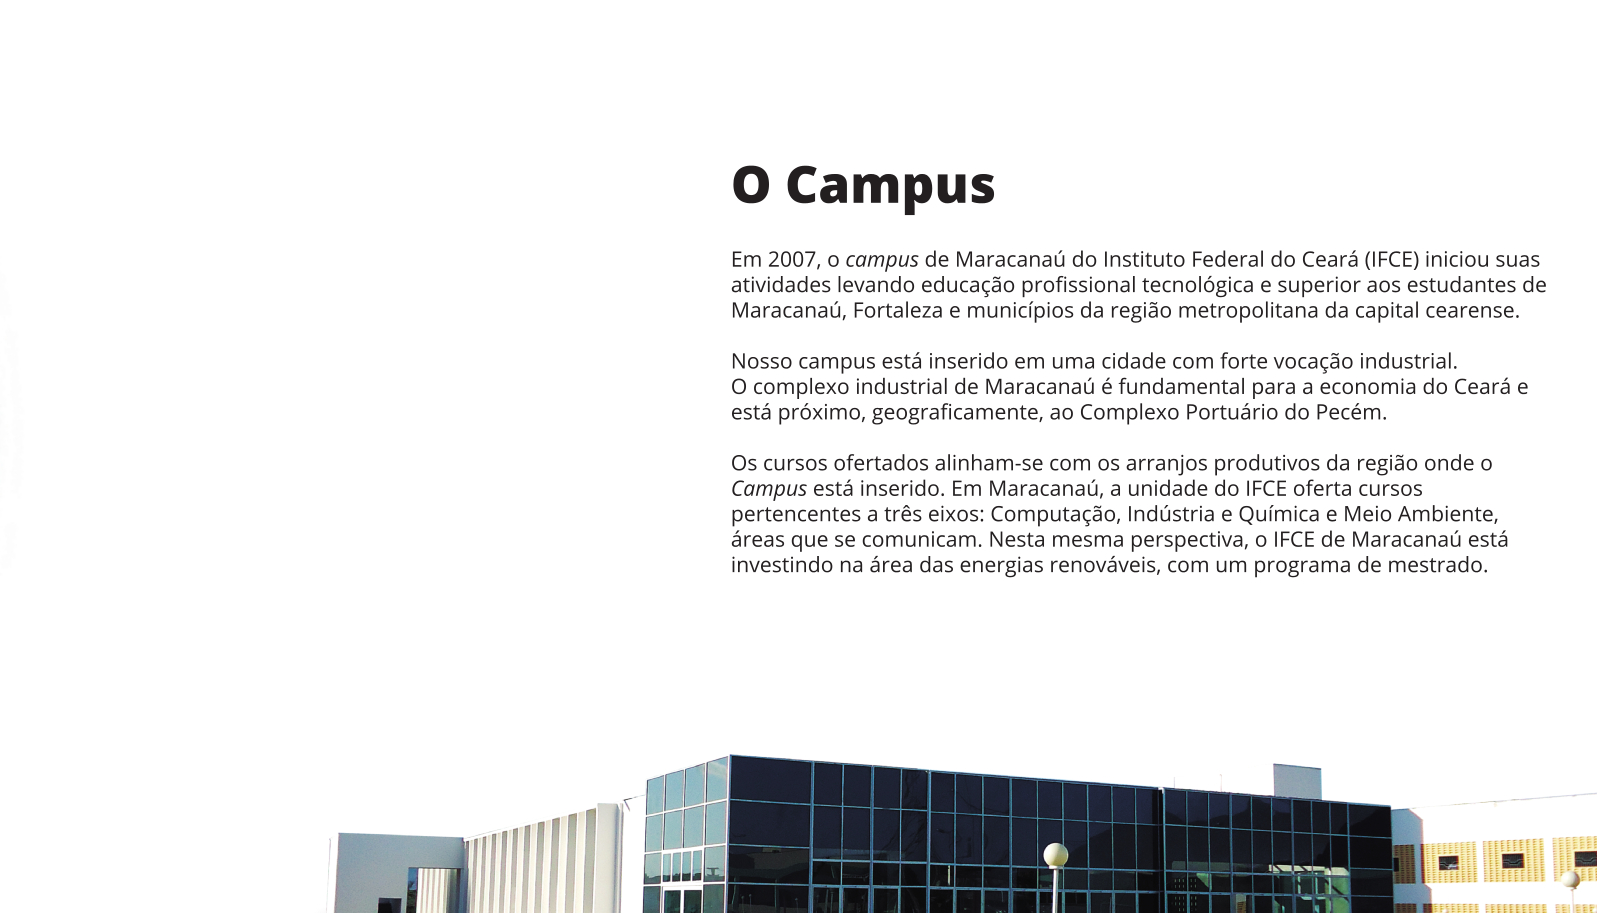 O Campus
Em 2007, o campus de Maracanaú do Instituto Federal do Ceará (IFCE) iniciou suas
atividades levando educação profissional tecnológica e superior aos estudantes de
Maracanaú, Fortaleza e municípios da região metropolitana da capital cearense.
Nosso campus está inserido em uma cidade com forte vocação industrial.
O complexo industrial de Maracanaú é fundamental para a economia do Ceará e
está próximo, geograficamente, ao Complexo Portuário do Pecém.
Os cursos ofertados alinham-se com os arranjos produtivos da região onde o
Campus está inserido. Em Maracanaú, a unidade do IFCE oferta cursos
pertencentes a três eixos: Computação, Indústria e Química e Meio Ambiente,
áreas que se comunicam. Nesta mesma perspectiva, o IFCE de Maracanaú está
investindo na área das energias renováveis, com um programa de mestrado.